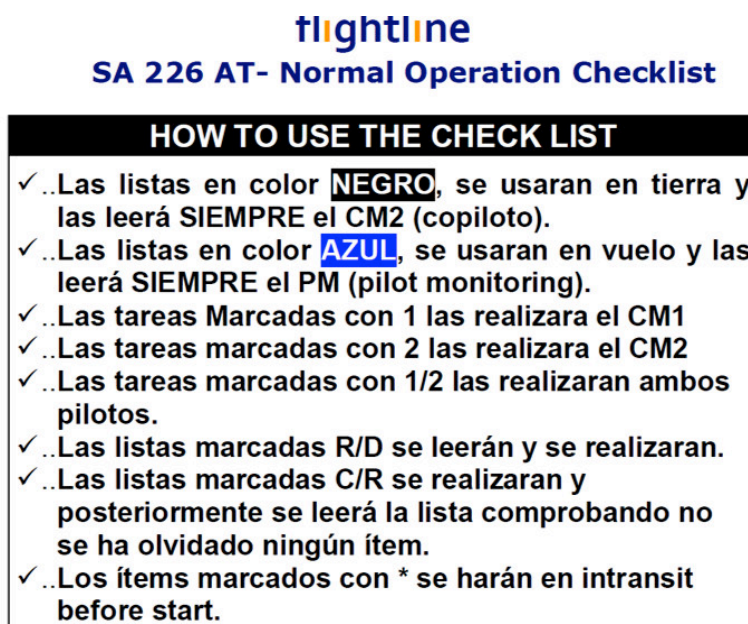 flightline
SA 226 AT- Normal Operation Checklist
HOW TO USE THE CHECK LIST
✓..Las listas en color NEGRO, se usaran en tierra y
las leerá SIEMPRE el CM2 (copiloto).
✓..Las listas en color AZUL, se usaran en vuelo y las
leerá SIEMPRE el PM (pilot monitoring).
✓..Las tareas Marcadas con 1 las realizara el CM1
✓..Las tareas marcadas con 2 las realizara el CM2
✓..Las tareas marcadas con 1/2 las realizaran ambos
pilotos.
✓..Las listas marcadas R/D se leerán y se realizaran.
✓..Las listas marcadas C/R se realizaran y
posteriormente se leerá la lista comprobando no
se ha olvidado ningún ítem.
✓..Los ítems marcados con * se harán en intransit
before start.